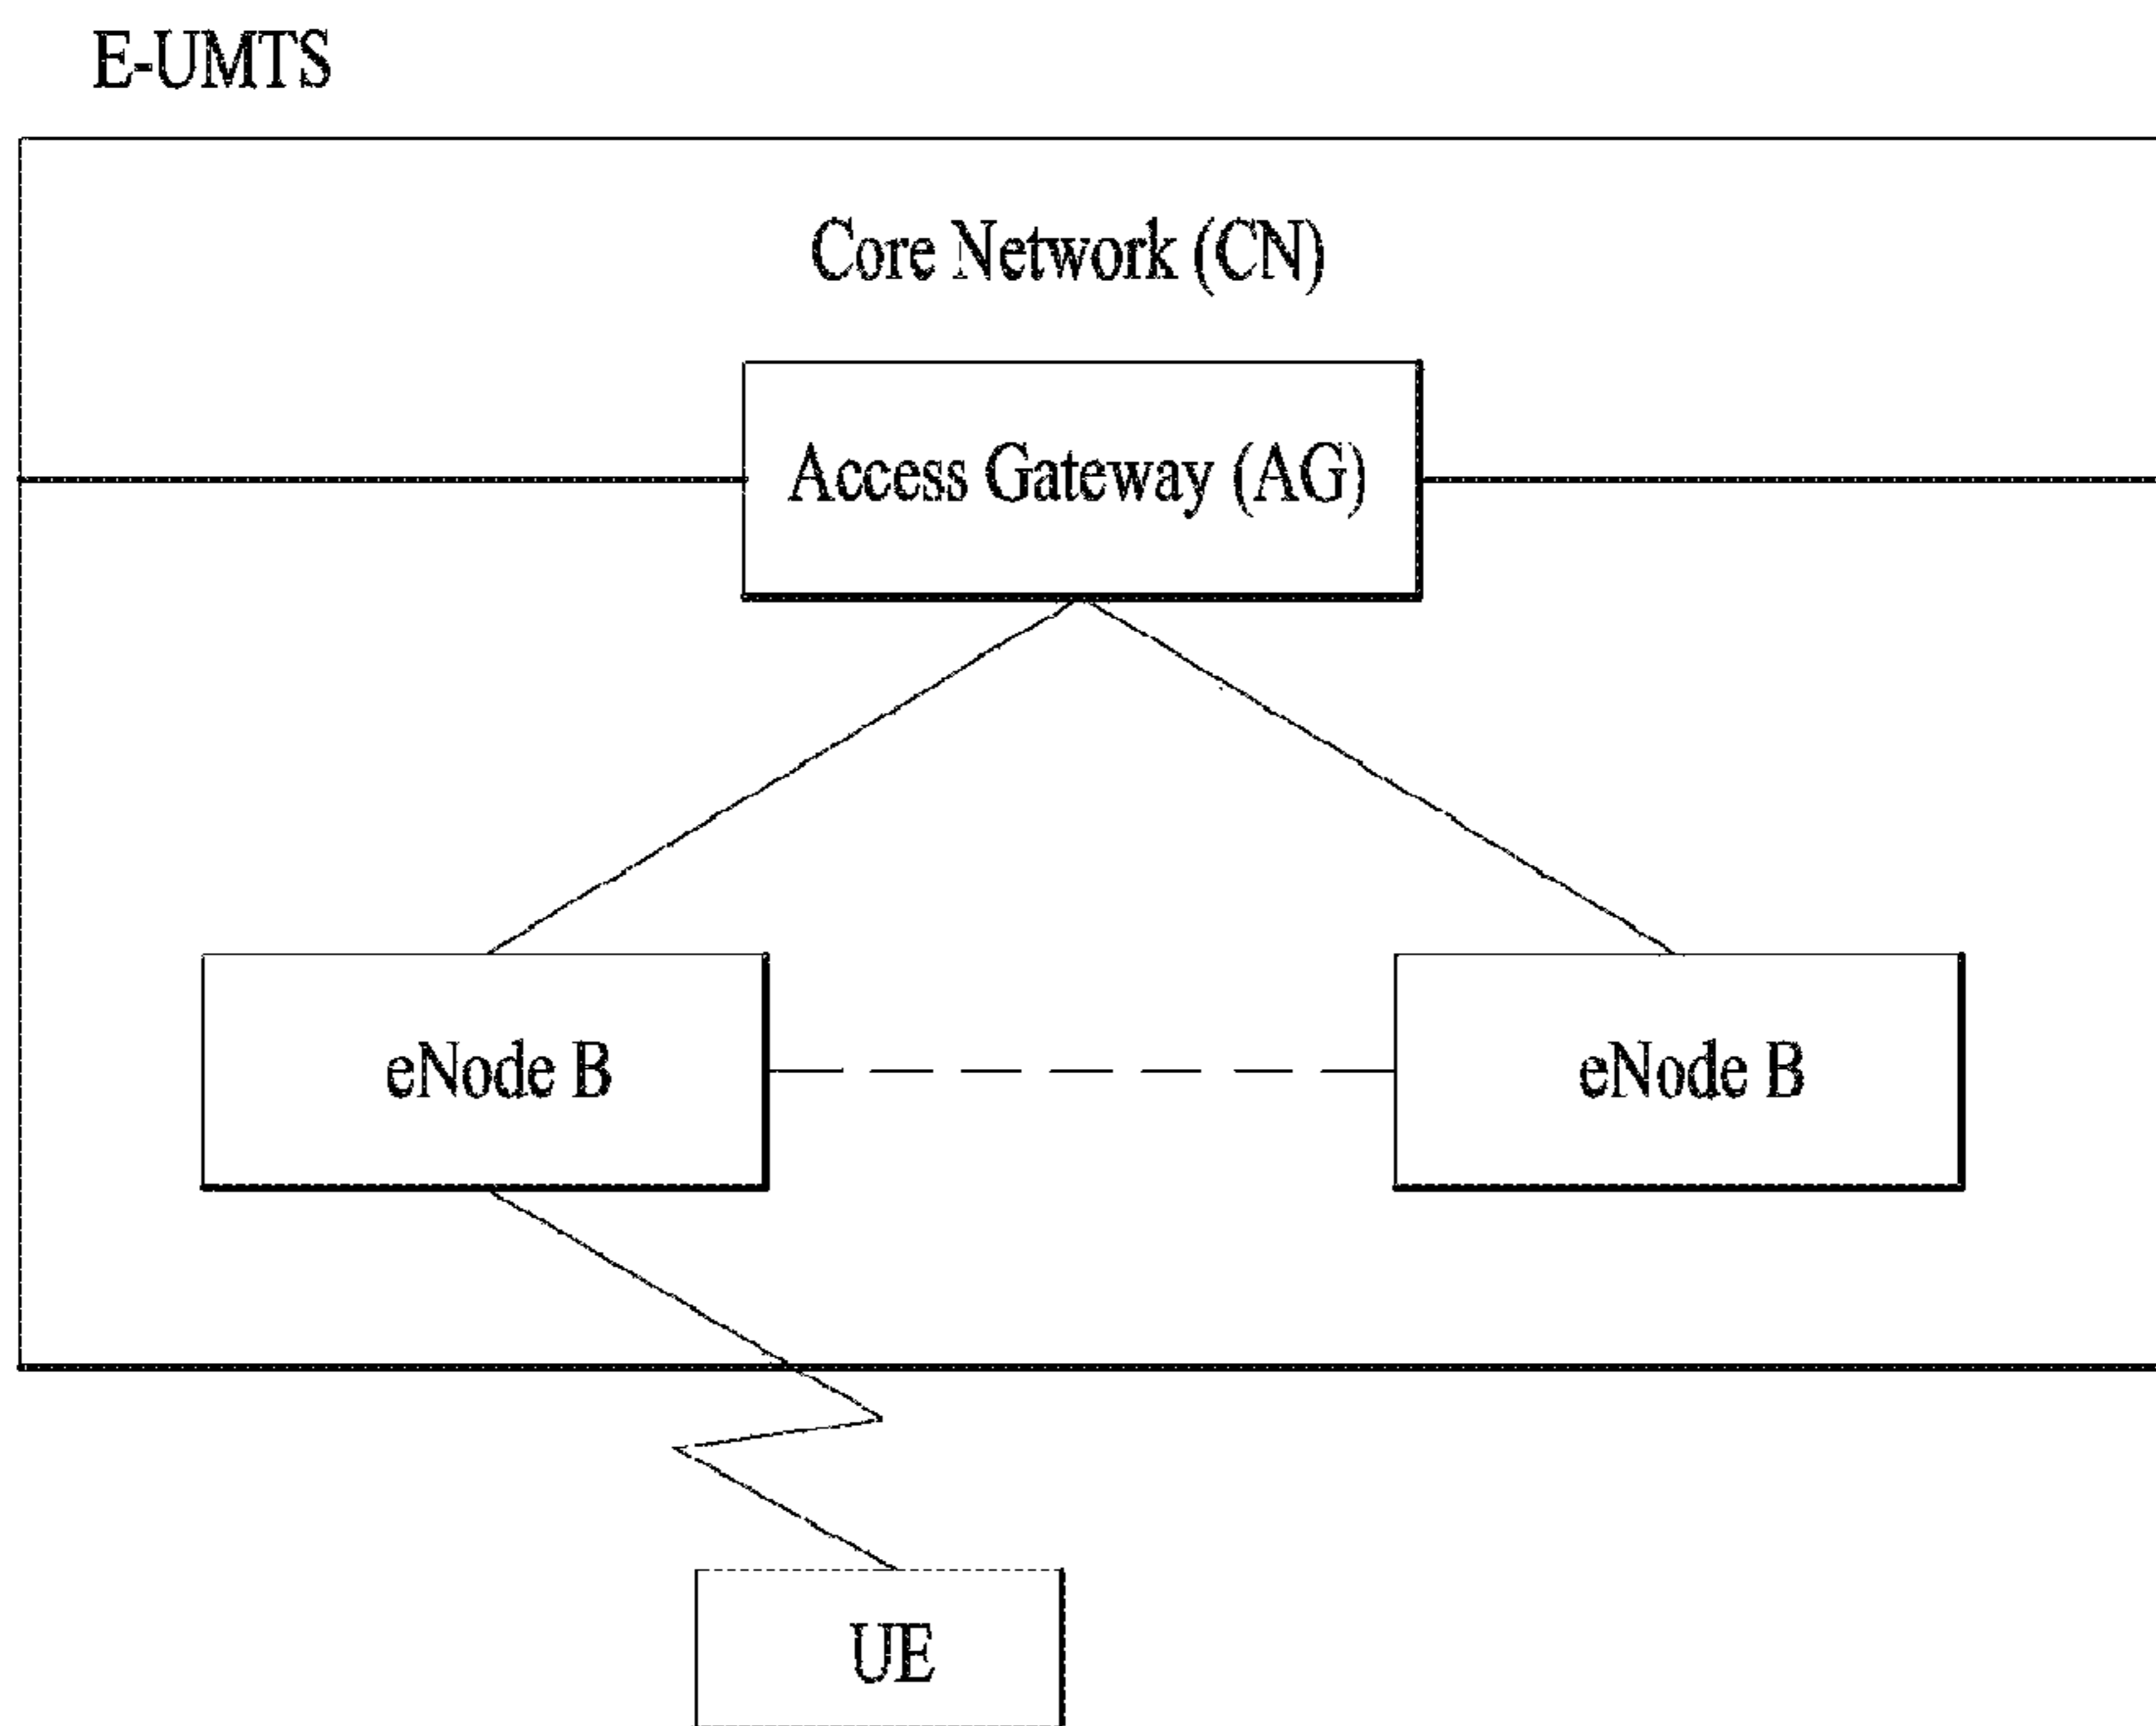 E-UMTS
Core Network (CN)
Access Gateway (AG)
eNode B
eNode B
UE